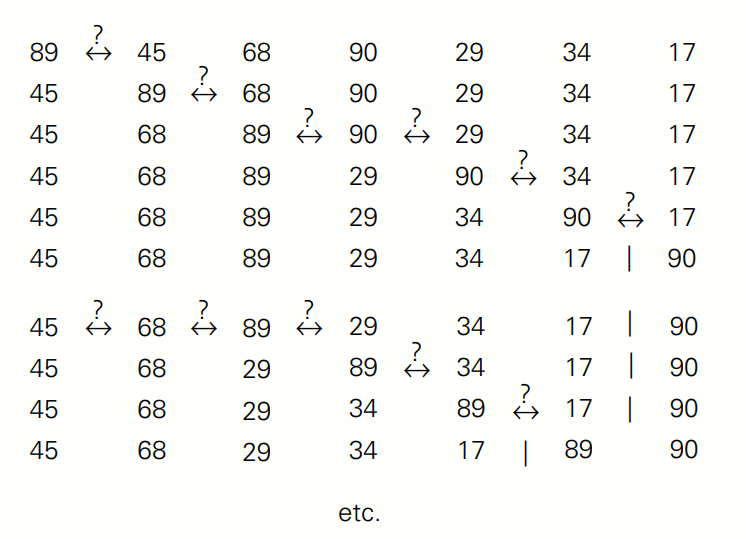 89 ?↔ 45 68 90 29 34 17
45 89 ?↔ 68 90 29 34 17
45 68 89 ?↔ 90 ?↔ 29 34 17
45 68 89 29 90 ?↔ 34 17
45 68 89 29 34 90 ?↔ 17
45 68 89 29 34 17 | 90
45 ?↔ 68 ?↔ 89 ?↔ 29 34 17 | 90
45 68 29 89 ?↔ 34 17 | 90
45 68 29 34 89 ?↔ 17 | 90
45 68 29 34 17 | 89 90
etc.